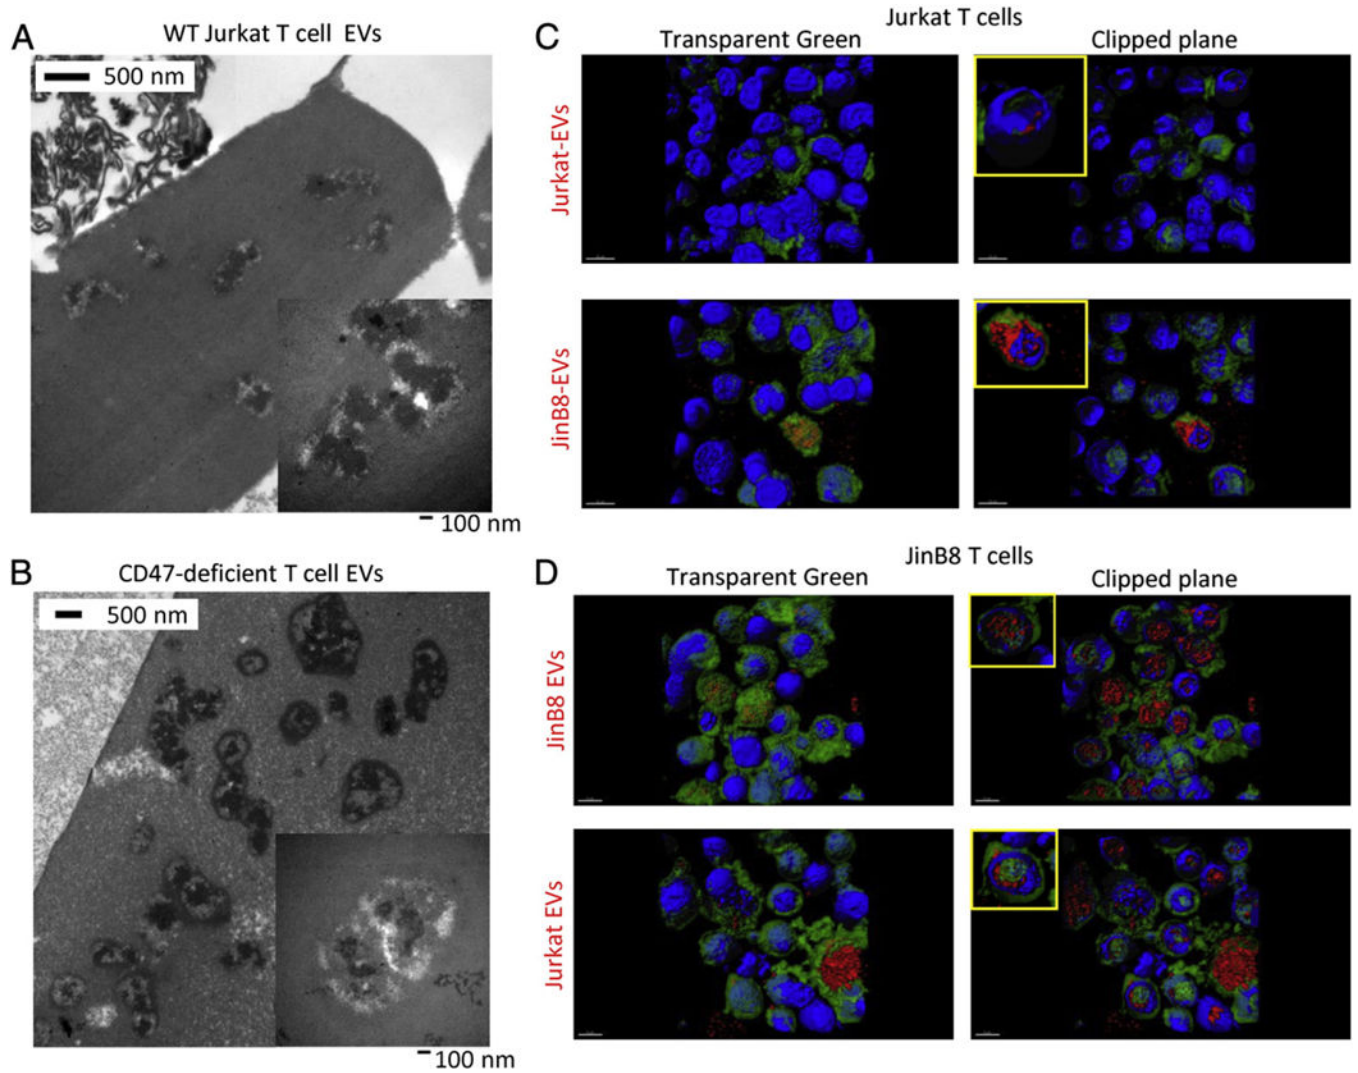 A
WT Jurkat T cell EVs
500 nm
100 nm
B
CD47-deficient T cell EVs
500 nm
100 nm
C
Jurkat T cells
Transparent Green
Clipped plane
Jurkat-EVs
JinB8-EVs
D
JinB8 T cells
Transparent Green
Clipped plane
JinB8 EVs
Jurkat EVs